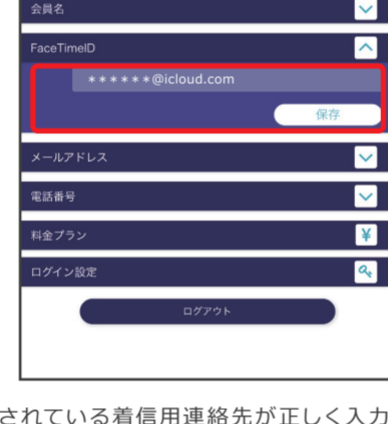 会員名
FaceTimeID
******@icloud.com
保存
メールアドレス
電話番号
料金プラン
¥
ログイン設定
ログアウト
されている着信用連絡先が正しく入力